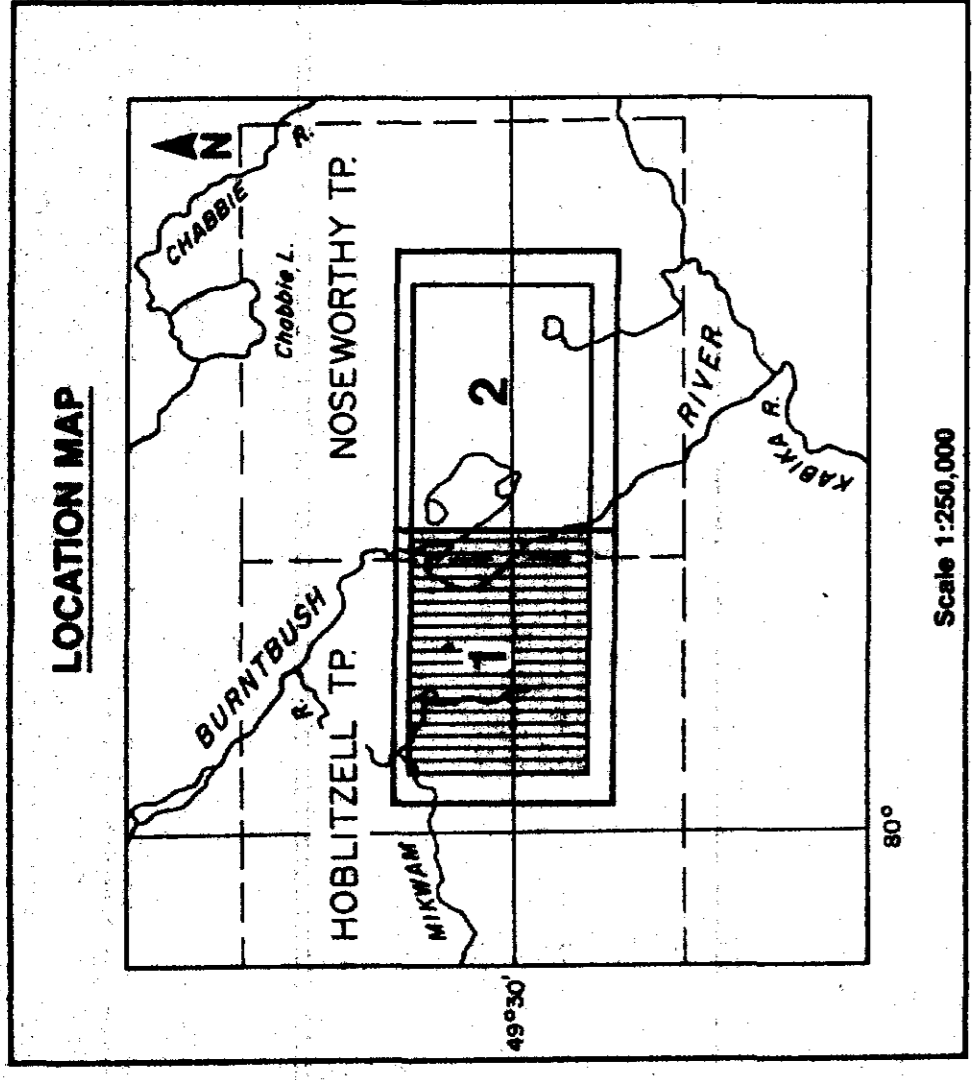 LOCATION MAP
N
CHABBIE
R.
Chabbie, L.
BURNTBUSH
R.
HOBLITZELL TP.
NOSEWORTHY TP.
MIKWAM
1
2
49°30'
RIVER
KABIKA R.
80°
Scale 1:250,000